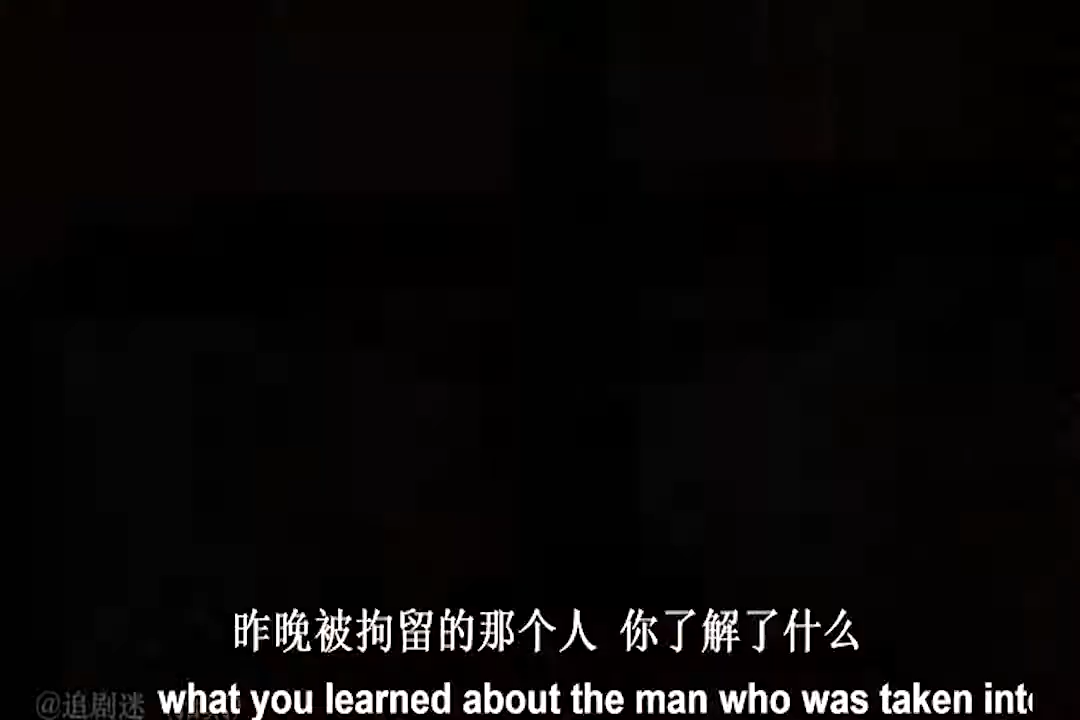 昨晚被拘留的那个人 你了解了什么
what you learned about the man who was taken
@追剧迷